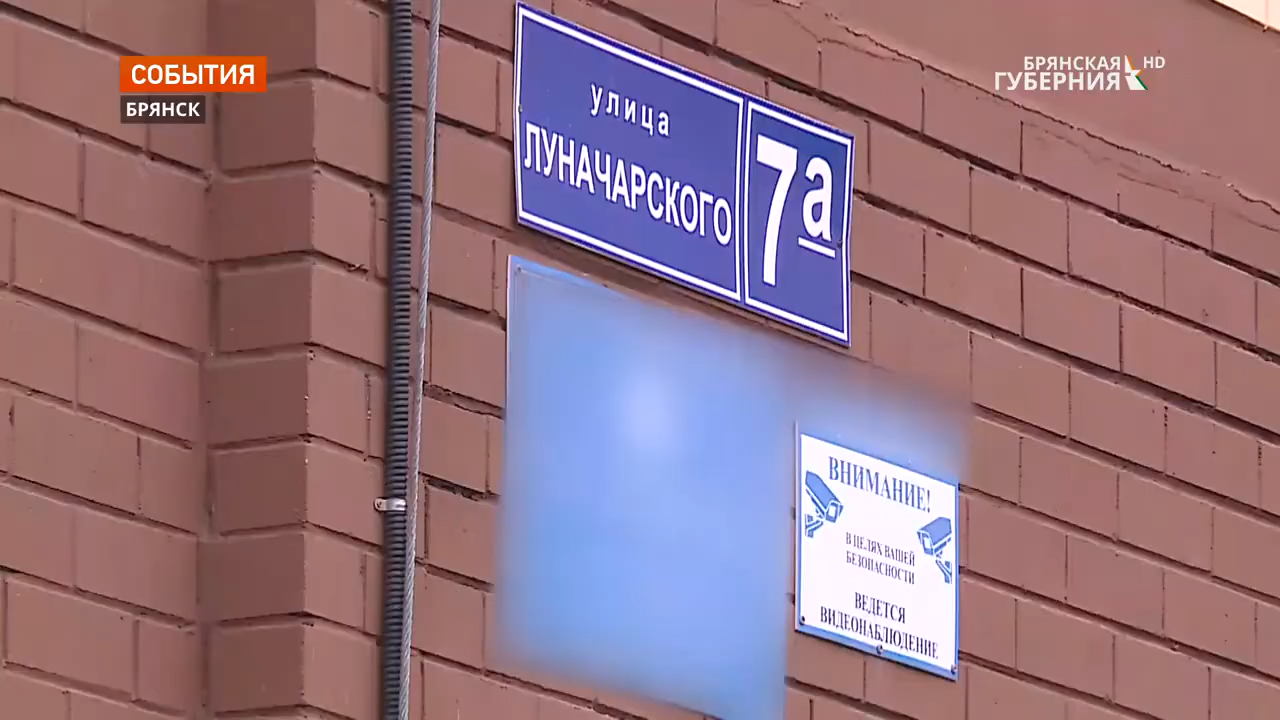 СОБЫТИЯ
БРЯНСК
БРЯНСКАЯ HD
ГУБЕРНИЯ
улица
ЛУНАЧАРСКОГО
7а
ВНИМАНИЕ!
В ЦЕЛЯХ ВАШЕЙ
БЕЗОПАСНОСТИ
ВЕДЕТСЯ
ВИДЕОНАБЛЮДЕНИЕ